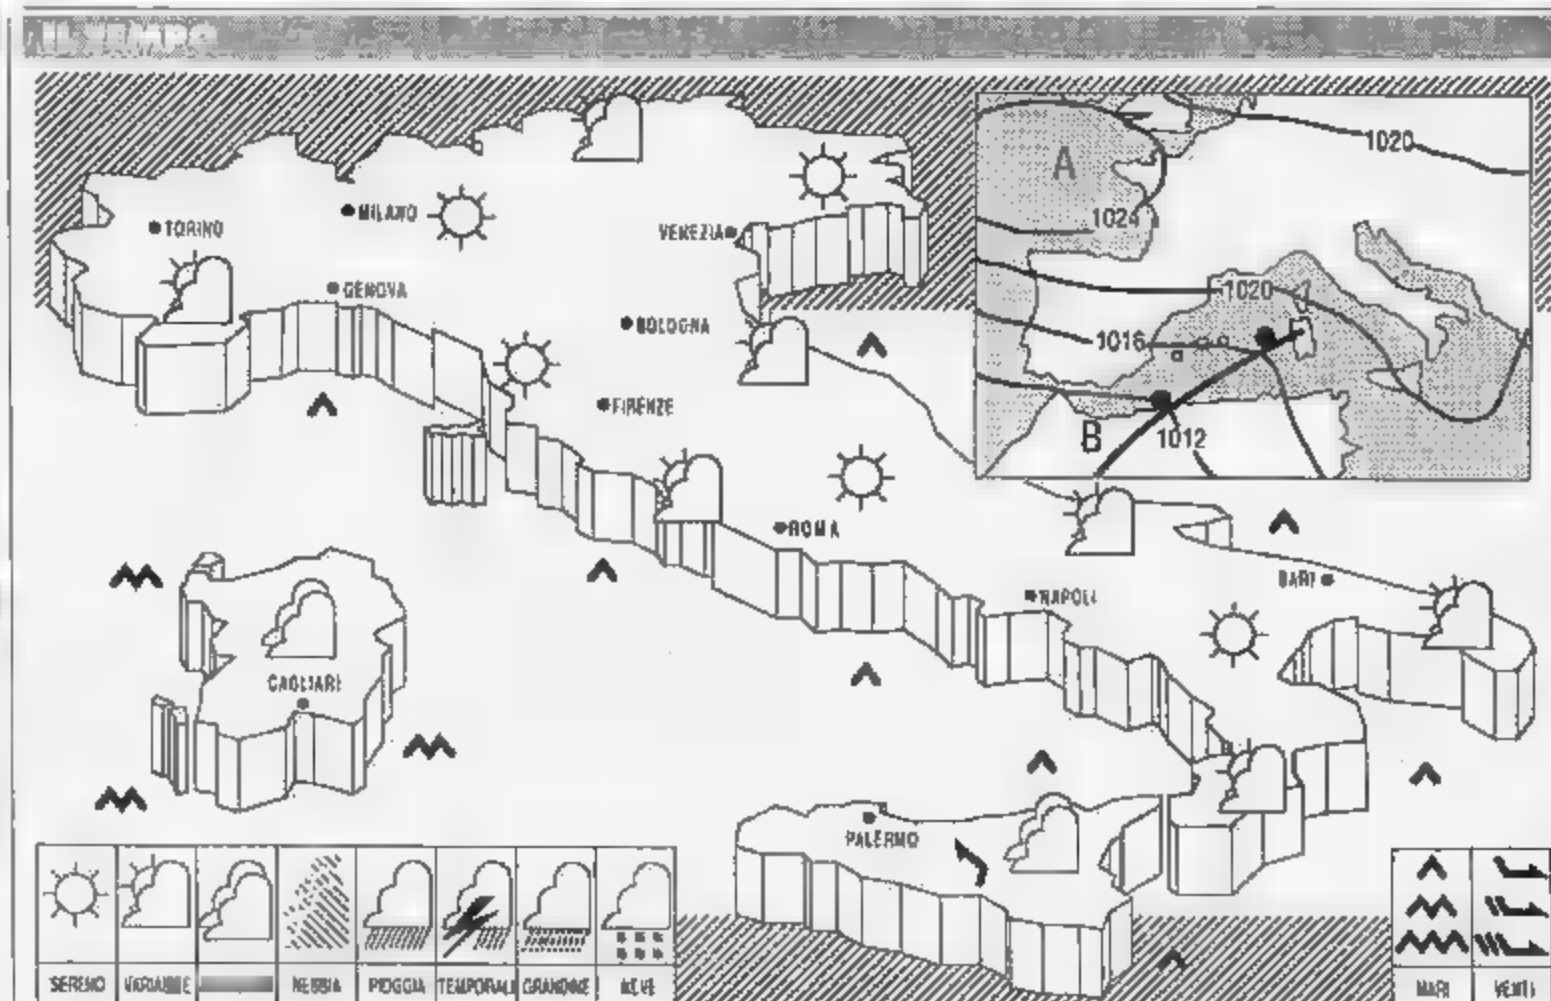 IL TEMPO
1020
A
1024
MILANO
TORINO
VENEZIA
GENOVA
1020
BOLOGNA
1016
FIRENZE
B
1012
ROMA
BARI
NAPOLI
CAGLIARI
PALERMO
SERENO VARIABILE NEBBIA PIOGGIA TEMPORALI GRANDINE NEVE
MARI VENTI